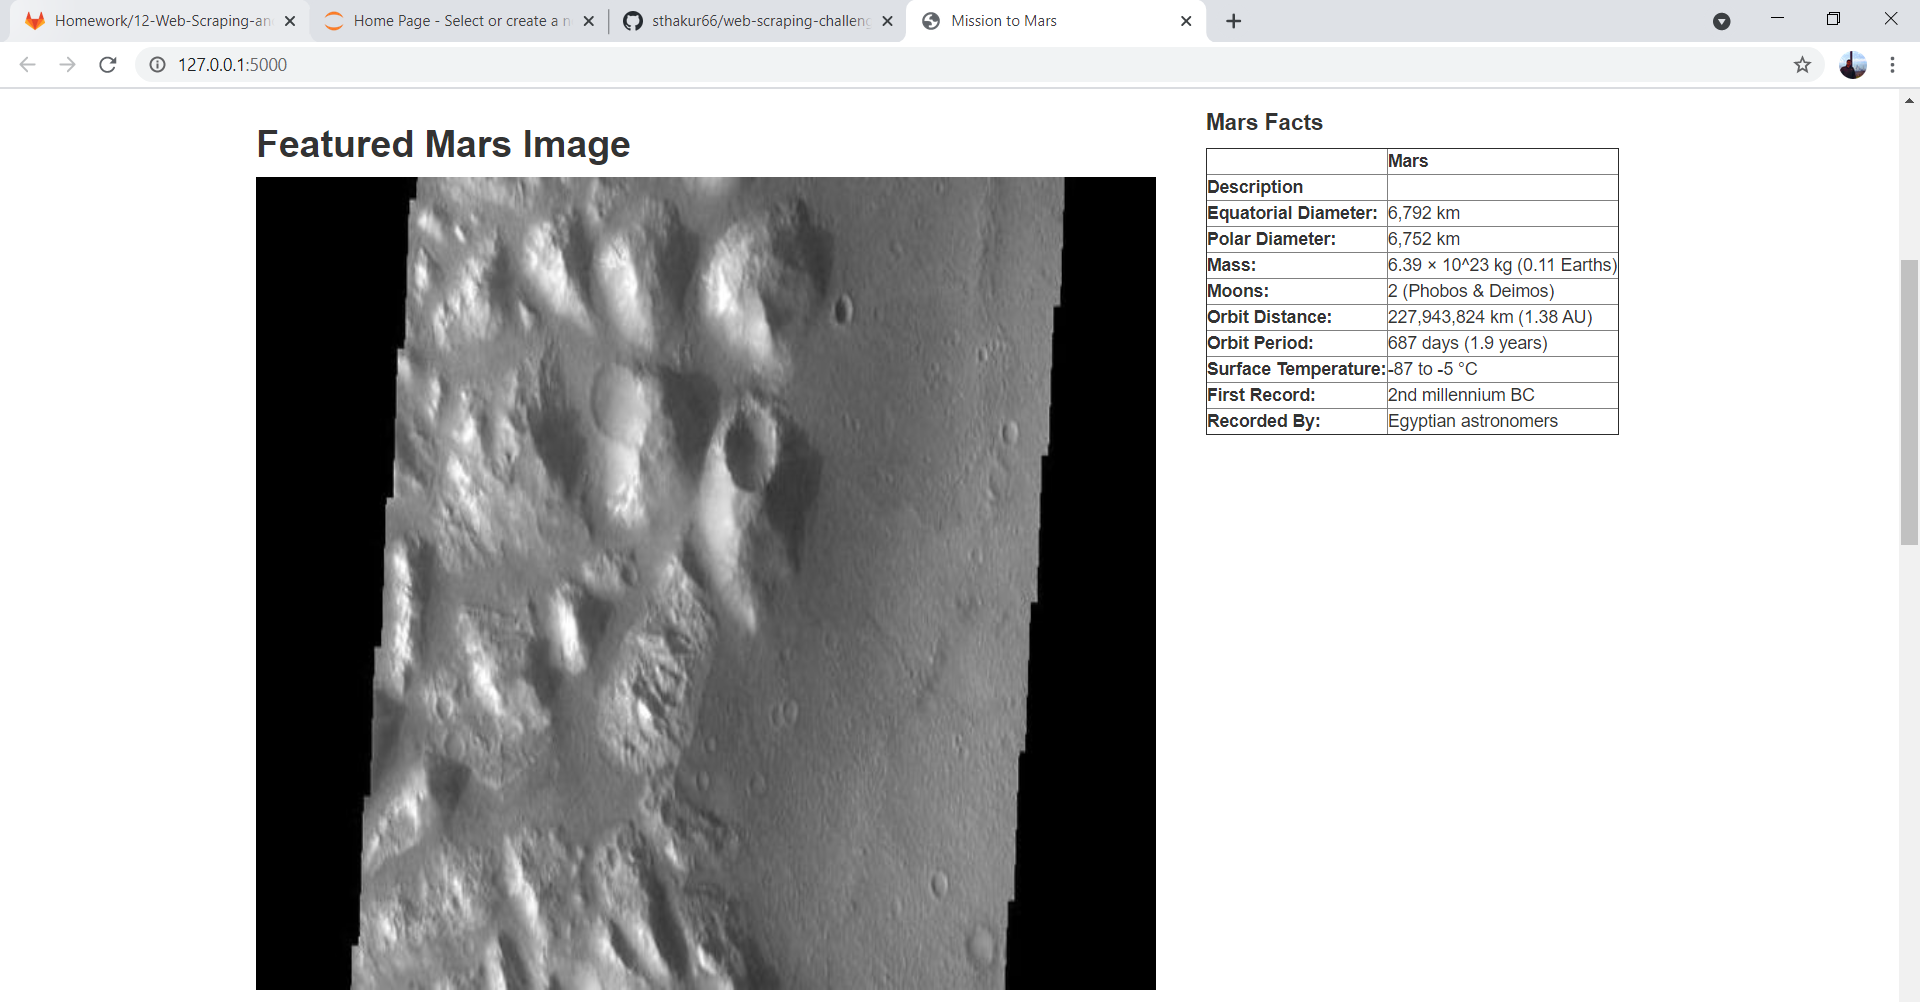 Homework/12-Web-Scraping-an
Home Page - Select or create a n
sthakur66/web-scraping-challeng
Mission to Mars
127.0.0.1:5000
Featured Mars Image
Mars Facts
Mars
Description
Equatorial Diameter: 6,792 km
Polar Diameter: 6,752 km
Mass: 6.39 × 10^23 kg (0.11 Earths)
Moons: 2 (Phobos & Deimos)
Orbit Distance: 227,943,824 km (1.38 AU)
Orbit Period: 687 days (1.9 years)
Surface Temperature: -87 to -5 °C
First Record: 2nd millennium BC
Recorded By: Egyptian astronomers